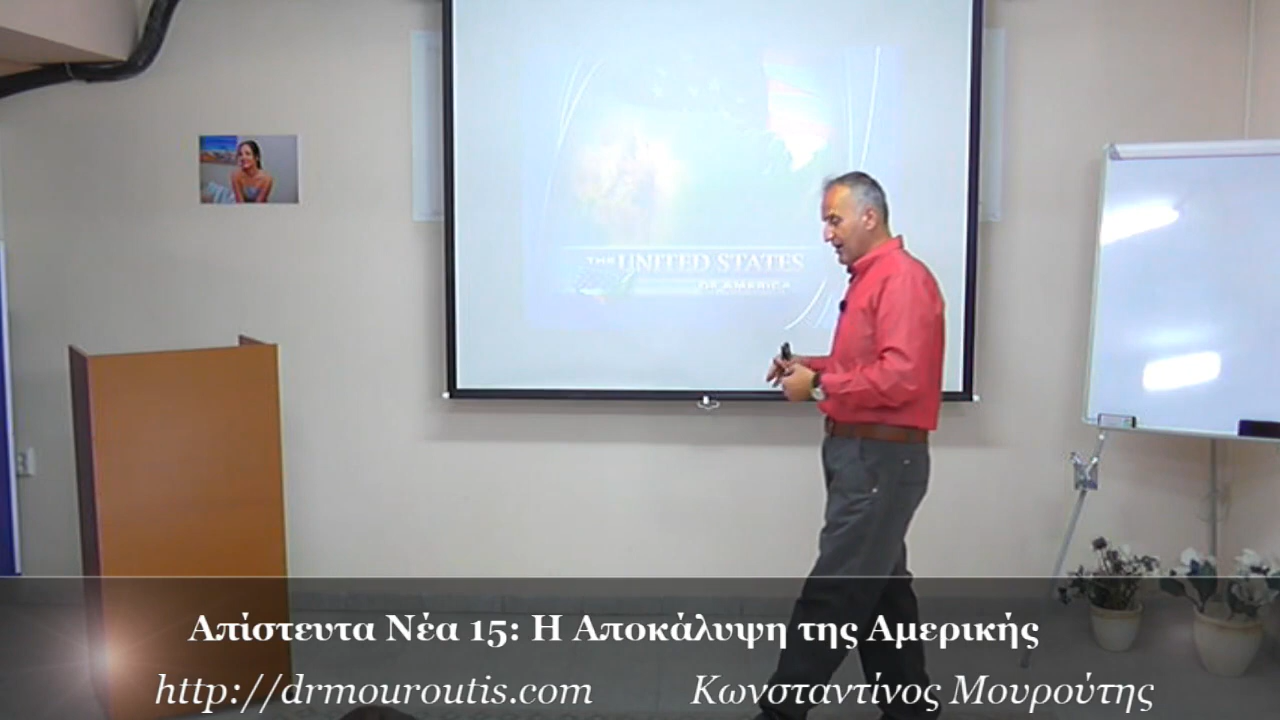 THE UNITED STATES
OF AMERICA
Απίστευτα Νέα 15: Η Αποκάλυψη της Αμερικής
http://drmouroutis.com Κωνσταντίνος Μουρούτης